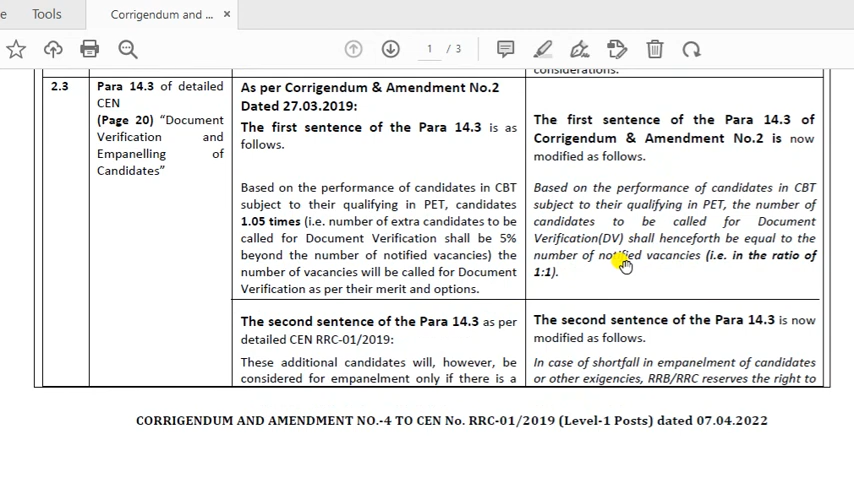 Tools
Corrigendum and ... ×
1 / 3
considerations.
2.3
Para 14.3 of detailed
CEN
(Page 20) “Document
Verification and
Empanelling of
Candidates”
As per Corrigendum & Amendment No.2
Dated 27.03.2019:
The first sentence of the Para 14.3 is as
follows.
Based on the performance of candidates in CBT
subject to their qualifying in PET, candidates
1.05 times (i.e. number of extra candidates to be
called for Document Verification shall be 5%
beyond the number of notified vacancies) the
number of vacancies will be called for Document
Verification as per their merit and options.
The first sentence of the Para 14.3 of
Corrigendum & Amendment No.2 is now
modified as follows.
Based on the performance of candidates in CBT
subject to their qualifying in PET, the number of
candidates to be called for Document
Verification(DV) shall henceforth be equal to the
number of notified vacancies (i.e. in the ratio of
1:1).
The second sentence of the Para 14.3 as per
detailed CEN RRC-01/2019:
These additional candidates will, however, be
considered for empanelment only if there is a
The second sentence of the Para 14.3 is now
modified as follows.
In case of shortfall in empanelment of candidates
or other exigencies, RRB/RRC reserves the right to
CORRIGENDUM AND AMENDMENT NO.-4 TO CEN No. RRC-01/2019 (Level-1 Posts) dated 07.04.2022